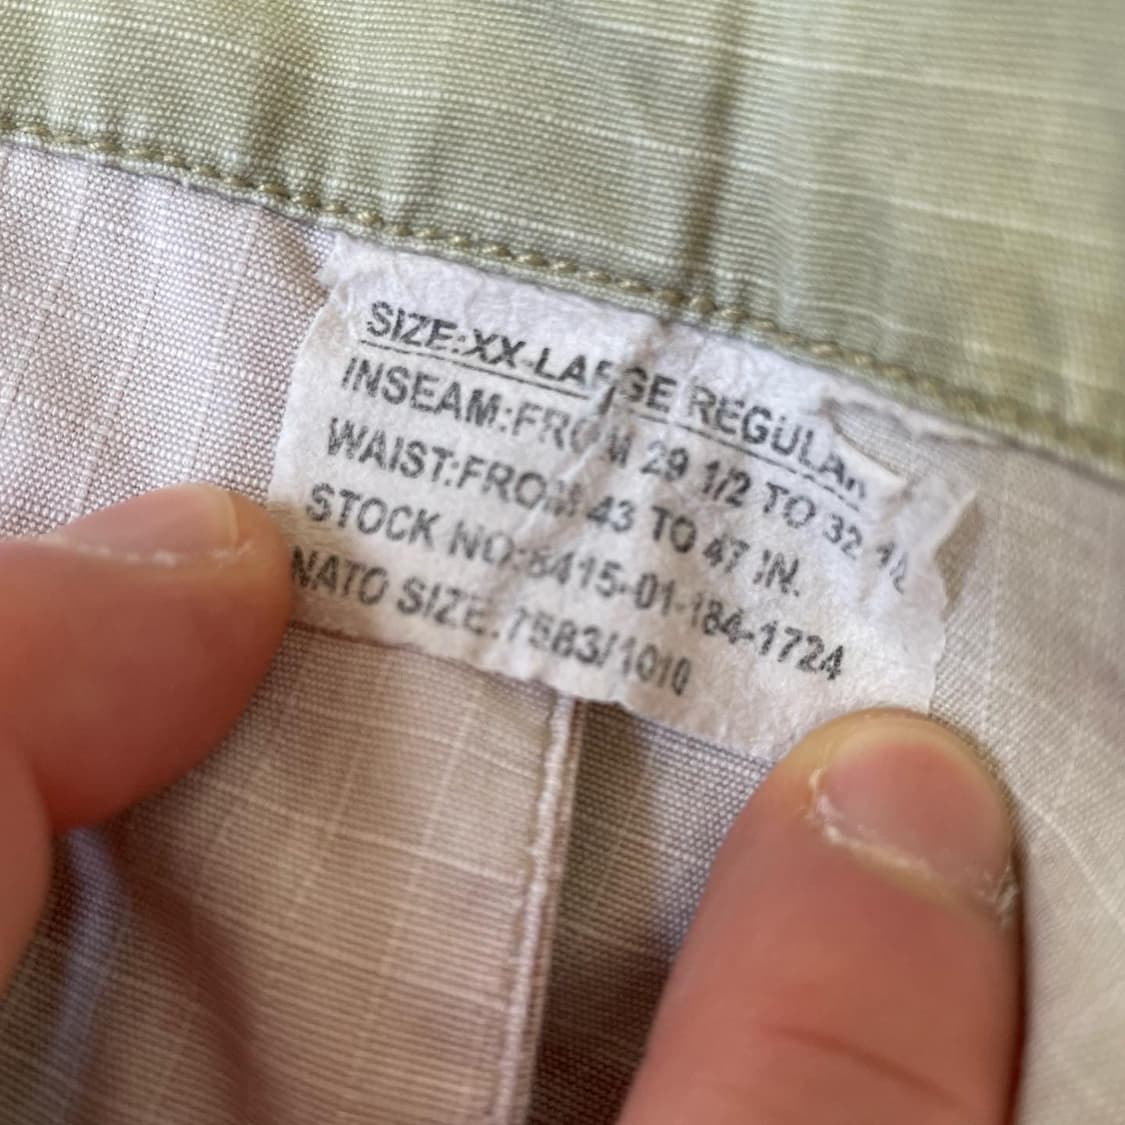 SIZE:XX-LARGE REGULAR
INSEAM:FROM 29 1/2 TO 32 1/2
WAIST:FROM 43 TO 47 IN.
STOCK NO:8415-01-184-1724
NATO SIZE:7583/1010